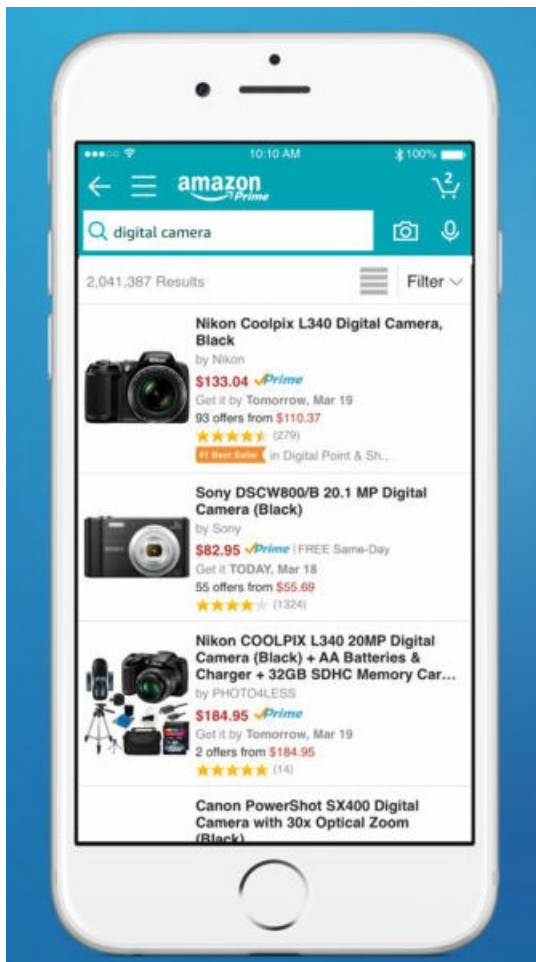 10:10 AM 100%
amazon
Prime
2
digital camera
2,041,387 Results Filter
Nikon Coolpix L340 Digital Camera,
Black
by Nikon
$133.04 Prime
Get it by Tomorrow, Mar 19
93 offers from $110.37
(279)
#1 Best Seller in Digital Point & Sh...
Sony DSCW800/B 20.1 MP Digital
Camera (Black)
by Sony
$82.95 Prime | FREE Same-Day
Get it TODAY, Mar 18
55 offers from $55.69
(1324)
Nikon COOLPIX L340 20MP Digital
Camera (Black) + AA Batteries &
Charger + 32GB SDHC Memory Car...
by PHOTO4LESS
$184.95 Prime
Get it by Tomorrow, Mar 19
2 offers from $184.95
(14)
Canon PowerShot SX400 Digital
Camera with 30x Optical Zoom
(Black)